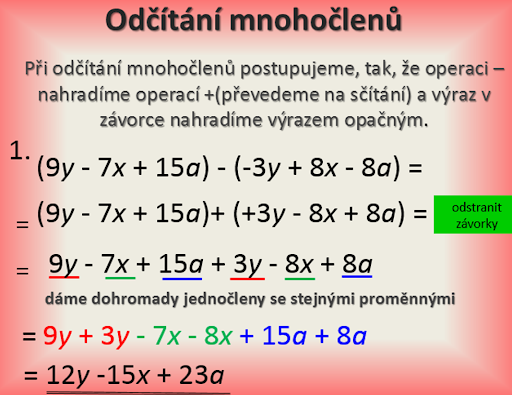 Odčítání mnohočlenů
Při odčítání mnohočlenů postupujeme, tak, že operaci –
nahradíme operací +(převedeme na sčítání) a výraz v
závorce nahradíme výrazem opačným.
1. (9y - 7x + 15a) - (-3y + 8x - 8a) =
= (9y - 7x + 15a)+ (+3y - 8x + 8a) =
odstranit
závorky
= 9y - 7x + 15a + 3y - 8x + 8a
dáme dohromady jednočleny se stejnými proměnnými
= 9y + 3y - 7x - 8x + 15a + 8a
= 12y -15x + 23a